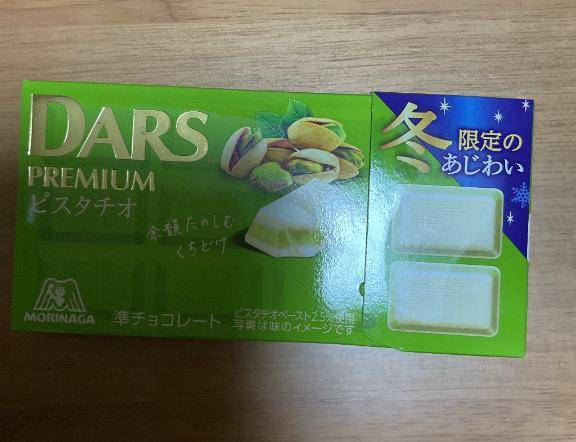 DARS
PREMIUM
ピスタチオ
余韻たのしむ
くちどけ
冬 限定の
あじわい
MORINAGA
準チョコレート
ピスタチオペースト2.5%使用
写真は味のイメージです